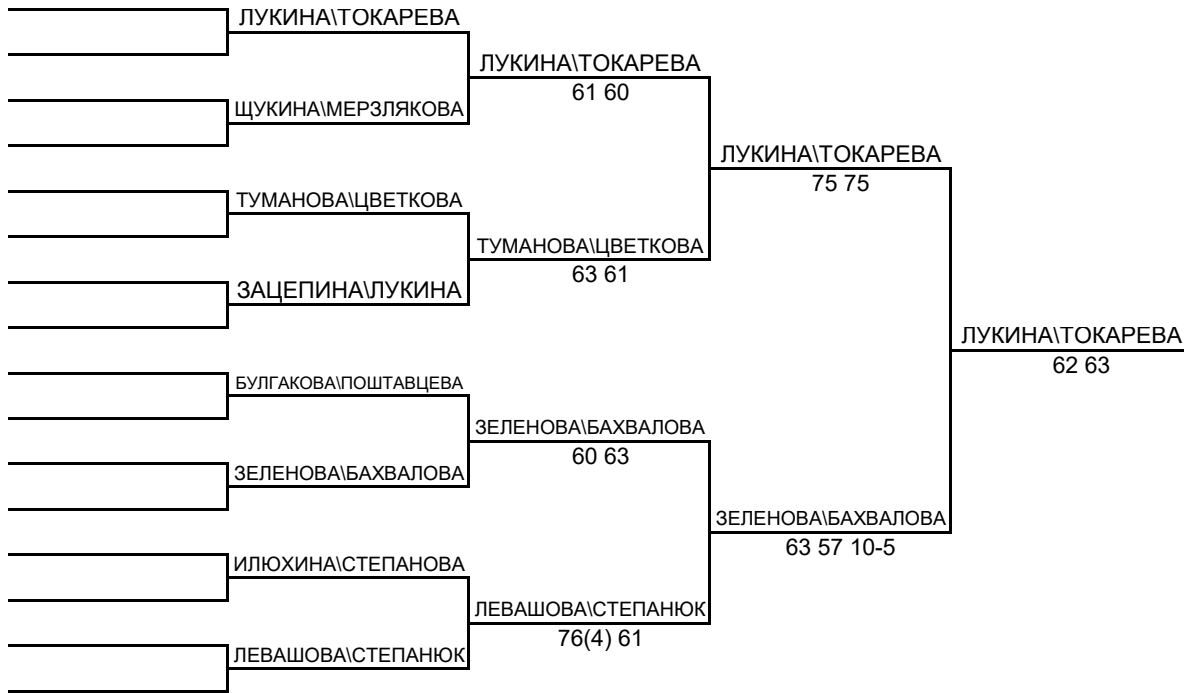 ЛУКИНА\ТОКАРЕВА
ЛУКИНА\ТОКАРЕВА
61 60
ЩУКИНА\МЕРЗЛЯКОВА
ЛУКИНА\ТОКАРЕВА
75 75
ТУМАНОВА\ЦВЕТКОВА
ТУМАНОВА\ЦВЕТКОВА
63 61
ЗАЦЕПИНА\ЛУКИНА
ЛУКИНА\ТОКАРЕВА
62 63
БУЛГАКОВА\ПОШТАВЦЕВА
ЗЕЛЕНОВА\БАХВАЛОВА
60 63
ЗЕЛЕНОВА\БАХВАЛОВА
ЗЕЛЕНОВА\БАХВАЛОВА
63 57 10-5
ИЛЮХИНА\СТЕПАНОВА
ЛЕВАШОВА\СТЕПАНЮК
76(4) 61
ЛЕВАШОВА\СТЕПАНЮК